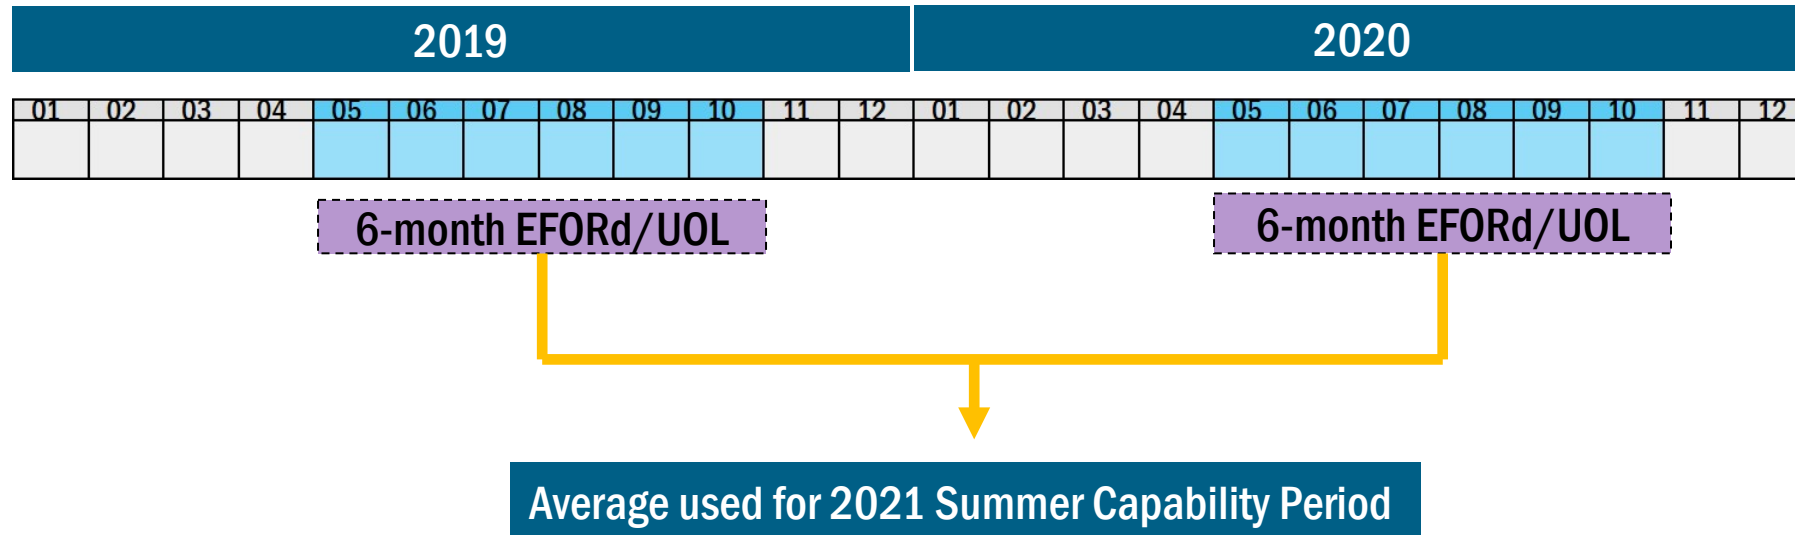 2019 2020
01 02 03 04 05 06 07 08 09 10 11 12 01 02 03 04 05 06 07 08 09 10 11 12
6-month EFORd/UOL 6-month EFORd/UOL
Average used for 2021 Summer Capability Period